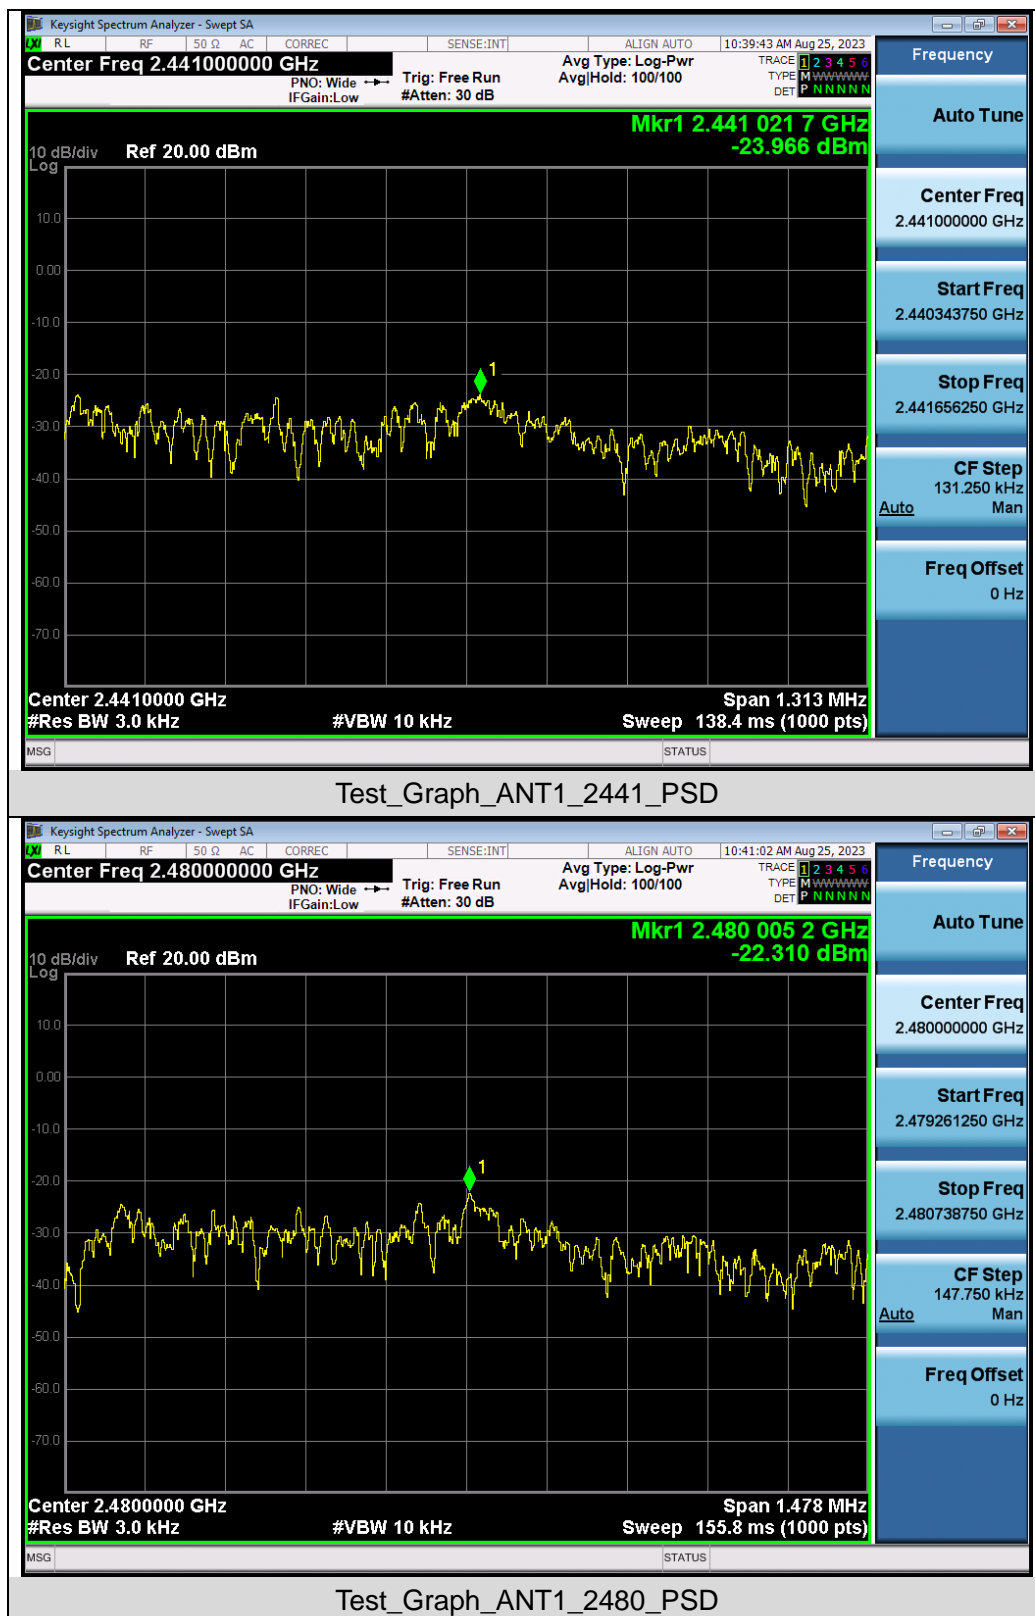 Keysight Spectrum Analyzer - Swept SA
LXI RL RF 50 Ω AC CORREC SENSE:INT ALIGN AUTO 10:39:43 AM Aug 25, 2023
Center Freq 2.441000000 GHz
PNO: Wide
IFGain:Low
Trig: Free Run
#Atten: 30 dB
Avg Type: Log-Pwr
Avg|Hold: 100/100
TRACE 1 2 3 4 5 6
TYPE M WWWWW
DET P N N N N N
Mkr1 2.441 021 7 GHz
-23.966 dBm
10 dB/div Ref 20.00 dBm
Log
10.0
0.00
-10.0
-20.0
-30.0
-40.0
-50.0
-60.0
-70.0
1
Center 2.4410000 GHz Span 1.313 MHz
#Res BW 3.0 kHz #VBW 10 kHz Sweep 138.4 ms (1000 pts)
MSG STATUS
Frequency
Auto Tune
Center Freq
2.441000000 GHz
Start Freq
2.440343750 GHz
Stop Freq
2.441656250 GHz
CF Step
131.250 kHz
Auto Man
Freq Offset
0 Hz
Test_Graph_ANT1_2441_PSD
Keysight Spectrum Analyzer - Swept SA
LXI RL RF 50 Ω AC CORREC SENSE:INT ALIGN AUTO 10:41:02 AM Aug 25, 2023
Center Freq 2.480000000 GHz
PNO: Wide
IFGain:Low
Trig: Free Run
#Atten: 30 dB
Avg Type: Log-Pwr
Avg|Hold: 100/100
TRACE 1 2 3 4 5 6
TYPE M WWWWW
DET P N N N N N
Mkr1 2.480 005 2 GHz
-22.310 dBm
10 dB/div Ref 20.00 dBm
Log
10.0
0.00
-10.0
-20.0
-30.0
-40.0
-50.0
-60.0
-70.0
1
Center 2.4800000 GHz Span 1.478 MHz
#Res BW 3.0 kHz #VBW 10 kHz Sweep 155.8 ms (1000 pts)
MSG STATUS
Frequency
Auto Tune
Center Freq
2.480000000 GHz
Start Freq
2.479261250 GHz
Stop Freq
2.480738750 GHz
CF Step
147.750 kHz
Auto Man
Freq Offset
0 Hz
Test_Graph_ANT1_2480_PSD